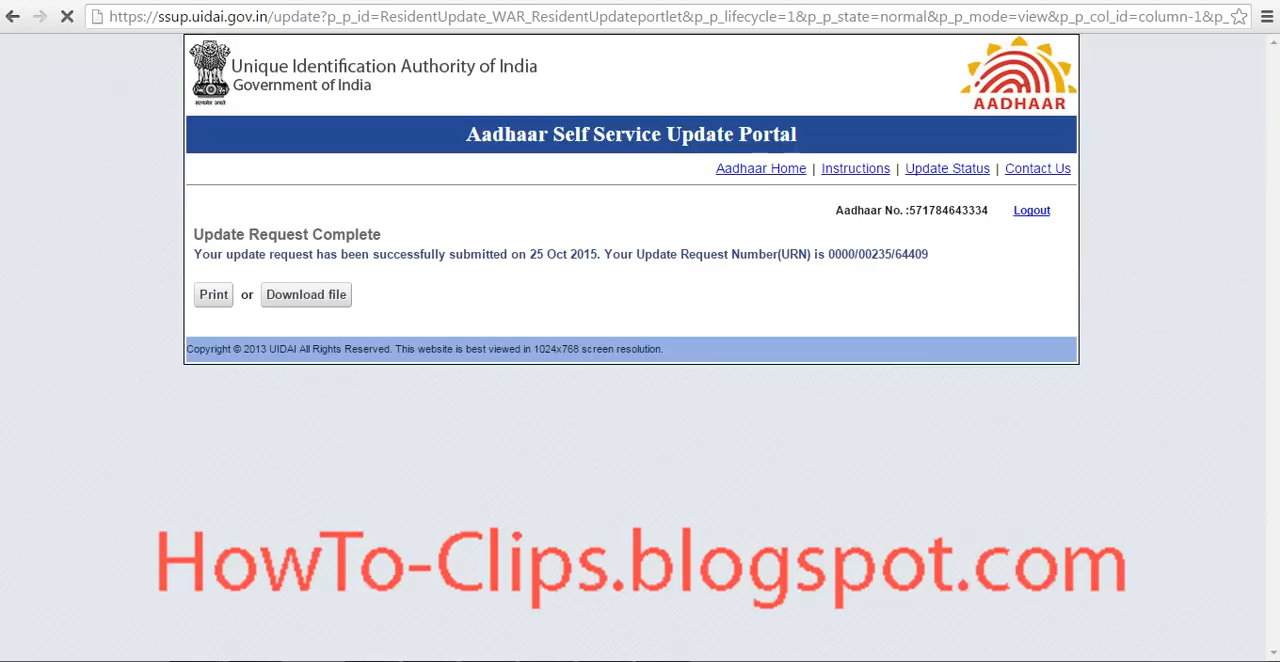 https://ssup.uidai.gov.in/update?p_p_id=ResidentUpdate_WAR_ResidentUpdateportlet&p_p_lifecycle=1&p_p_state=normal&p_p_mode=view&p_p_col_id=column-1&p_
Unique Identification Authority of India
Government of India
सत्यमेव जयते
AADHAAR
Aadhaar Self Service Update Portal
Aadhaar Home | Instructions | Update Status | Contact Us
Aadhaar No. :571784643334 Logout
Update Request Complete
Your update request has been successfully submitted on 25 Oct 2015. Your Update Request Number(URN) is 0000/00235/64409
Print or Download file
Copyright © 2013 UIDAI All Rights Reserved. This website is best viewed in 1024x768 screen resolution.
HowTo-Clips.blogspot.com